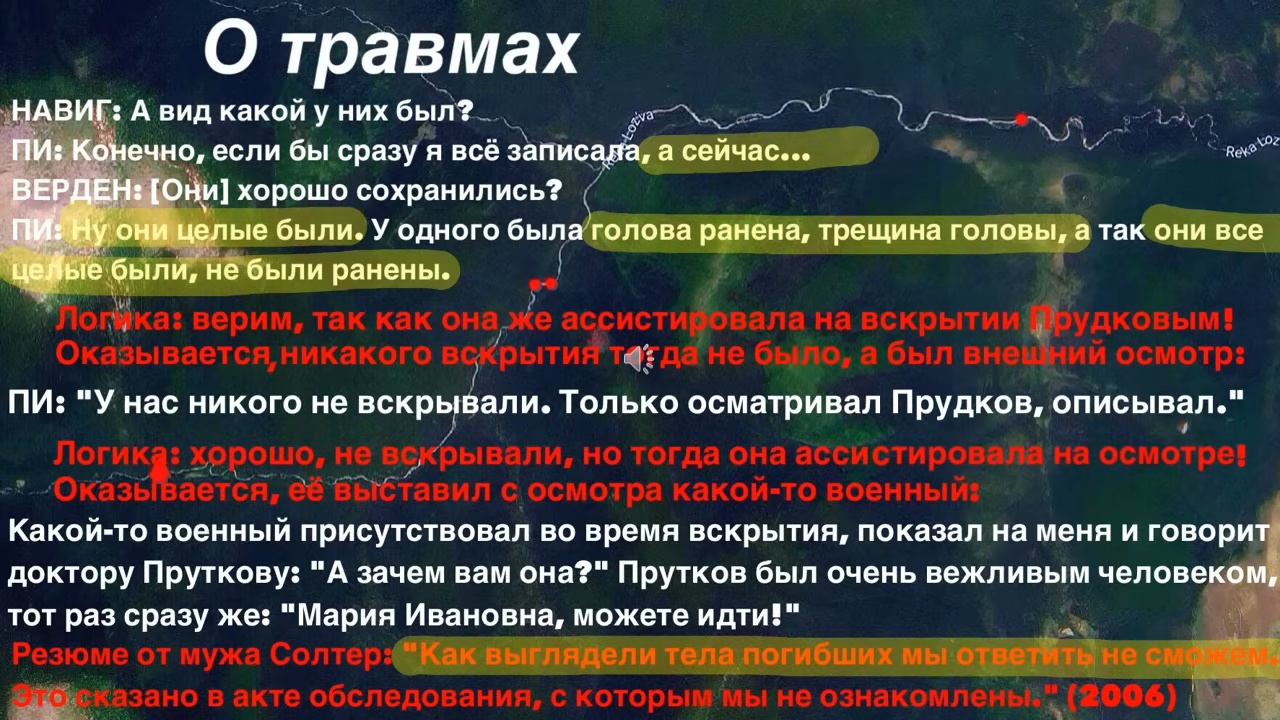 О травмах
НАВИГ: А вид какой у них был?
ПИ: Конечно, если бы сразу я всё записала, а сейчас...
ВЕРДЕН: [Они] хорошо сохранились?
ПИ: Ну они целые были. У одного была голова ранена, трещина головы, а так они все
целые были, не были ранены.
Логика: верим, так как она же ассистировала на вскрытии Прудковым!
Оказывается, никакого вскрытия тогда не было, а был внешний осмотр:
ПИ: "У нас никого не вскрывали. Только осматривал Прудков, описывал."
Логика: хорошо, не вскрывали, но тогда она ассистировала на осмотре!
Оказывается, её выставил с осмотра какой-то военный:
Какой-то военный присутствовал во время вскрытия, показал на меня и говорит
доктору Пруткову: "А зачем вам она?" Прутков был очень вежливым человеком,
тот раз сразу же: "Мария Ивановна, можете идти!"
Резюме от мужа Солтер: "Как выглядели тела погибших мы ответить не сможем.
Это сказано в акте обследования, с которым мы не ознакомлены." (2006)
Reka Lozva
Reka Loz